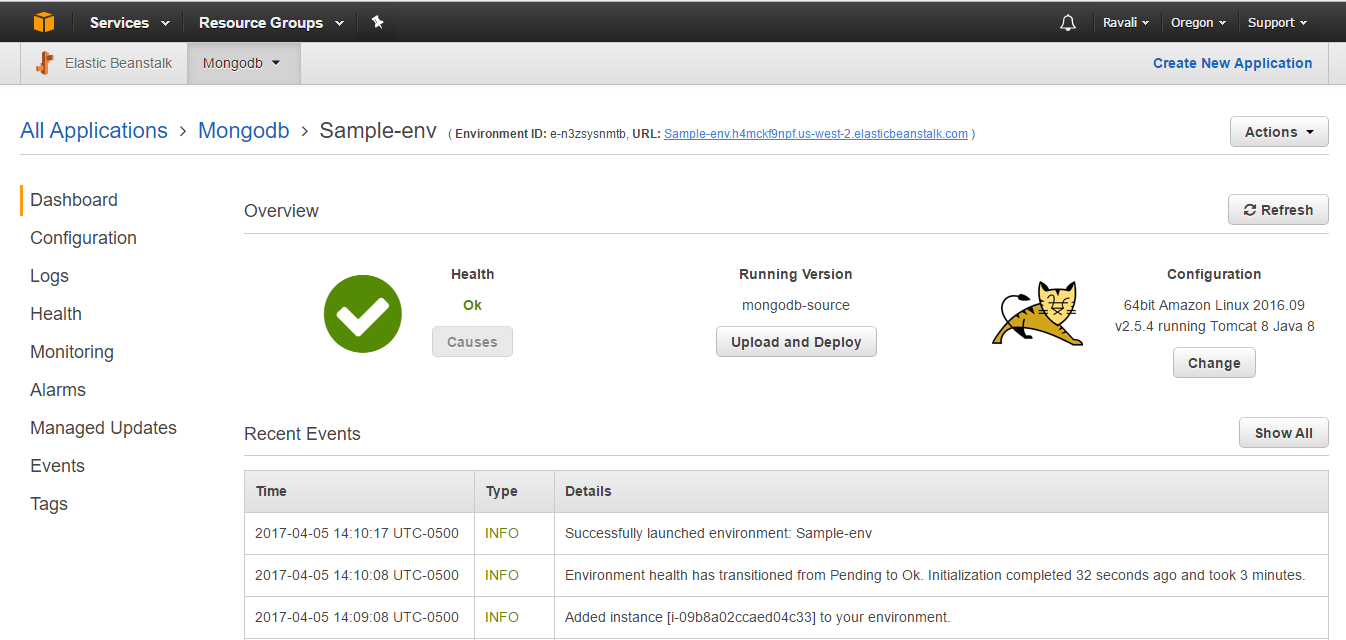 Services Resource Groups Ravali Oregon Support
Elastic Beanstalk Mongodb Create New Application
All Applications > Mongodb > Sample-env ( Environment ID: e-n3zsysnmtb, URL: Sample-env.h4mckf9npf.us-west-2.elasticbeanstalk.com ) Actions
Dashboard
Configuration
Logs
Health
Monitoring
Alarms
Managed Updates
Events
Tags
Overview Refresh
Health
Ok
Causes
Running Version
mongodb-source
Upload and Deploy
Configuration
64bit Amazon Linux 2016.09
v2.5.4 running Tomcat 8 Java 8
Change
Recent Events Show All
Time Type Details
2017-04-05 14:10:17 UTC-0500 INFO Successfully launched environment: Sample-env
2017-04-05 14:10:08 UTC-0500 INFO Environment health has transitioned from Pending to Ok. Initialization completed 32 seconds ago and took 3 minutes.
2017-04-05 14:09:08 UTC-0500 INFO Added instance [i-09b8a02ccaed04c33] to your environment.